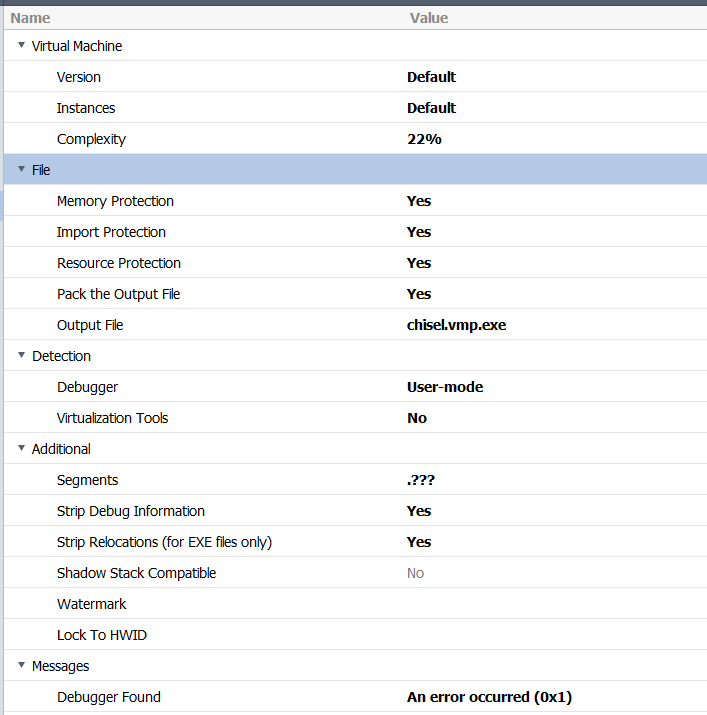 Name Value
Virtual Machine
Version Default
Instances Default
Complexity 22%
File
Memory Protection Yes
Import Protection Yes
Resource Protection Yes
Pack the Output File Yes
Output File chisel.vmp.exe
Detection
Debugger User-mode
Virtualization Tools No
Additional
Segments .???
Strip Debug Information Yes
Strip Relocations (for EXE files only) Yes
Shadow Stack Compatible No
Watermark
Lock To HWID
Messages
Debugger Found An error occurred (0x1)